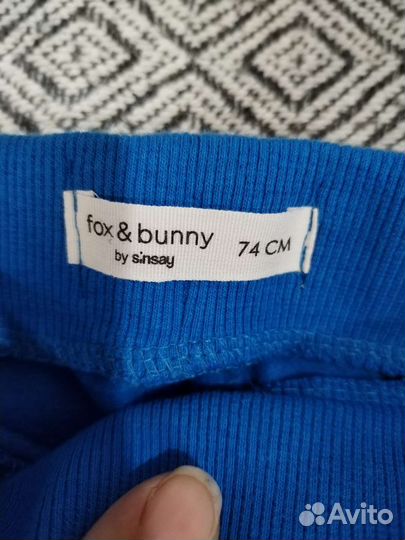 fox & bunny
by sinsay
74 CM
Avito